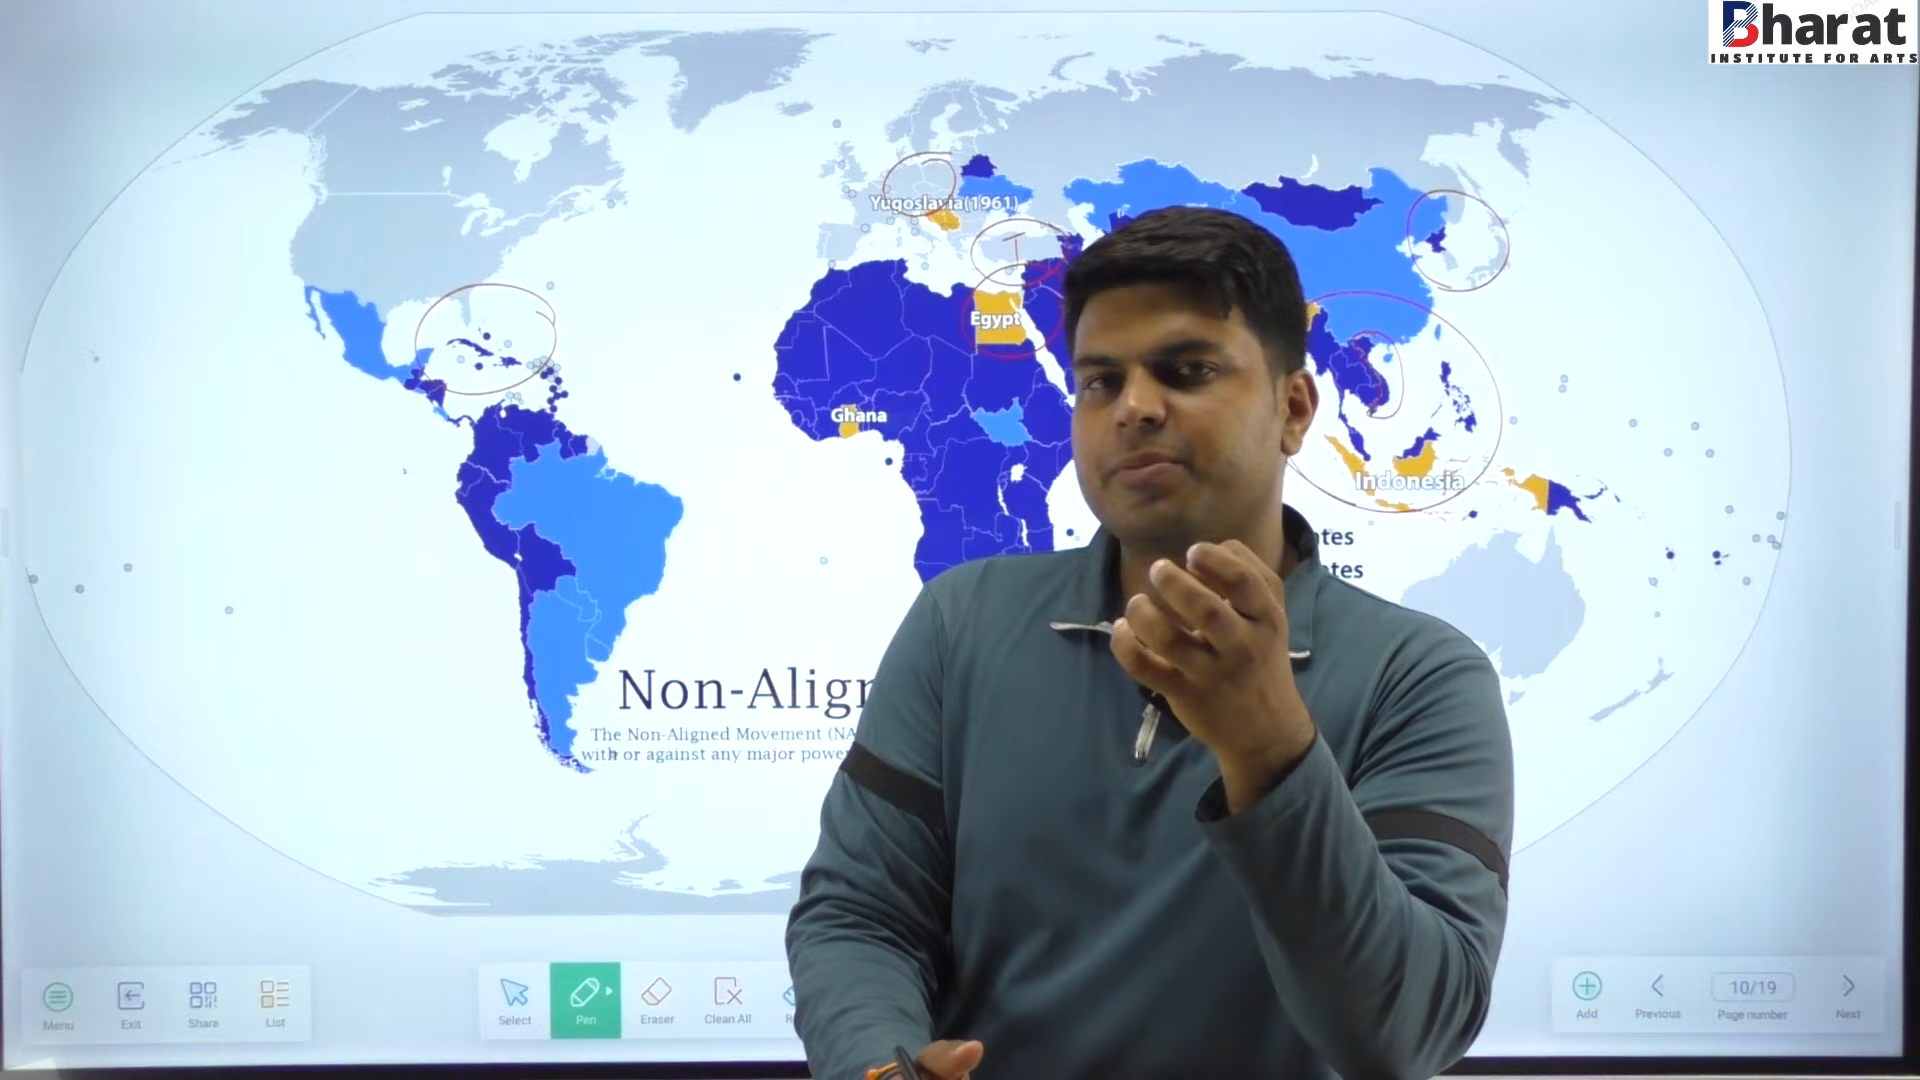 Bharat
INSTITUTE FOR ARTS
Yugoslavia(1961)
Egypt
Ghana
Indonesia
tes
tes
Non-Align
The Non-Aligned Movement (NA
with or against any major power
Menu
Exit
Share
List
Select
Pen
Eraser
Clean All
Add
Previous
10/19
Page number
Next